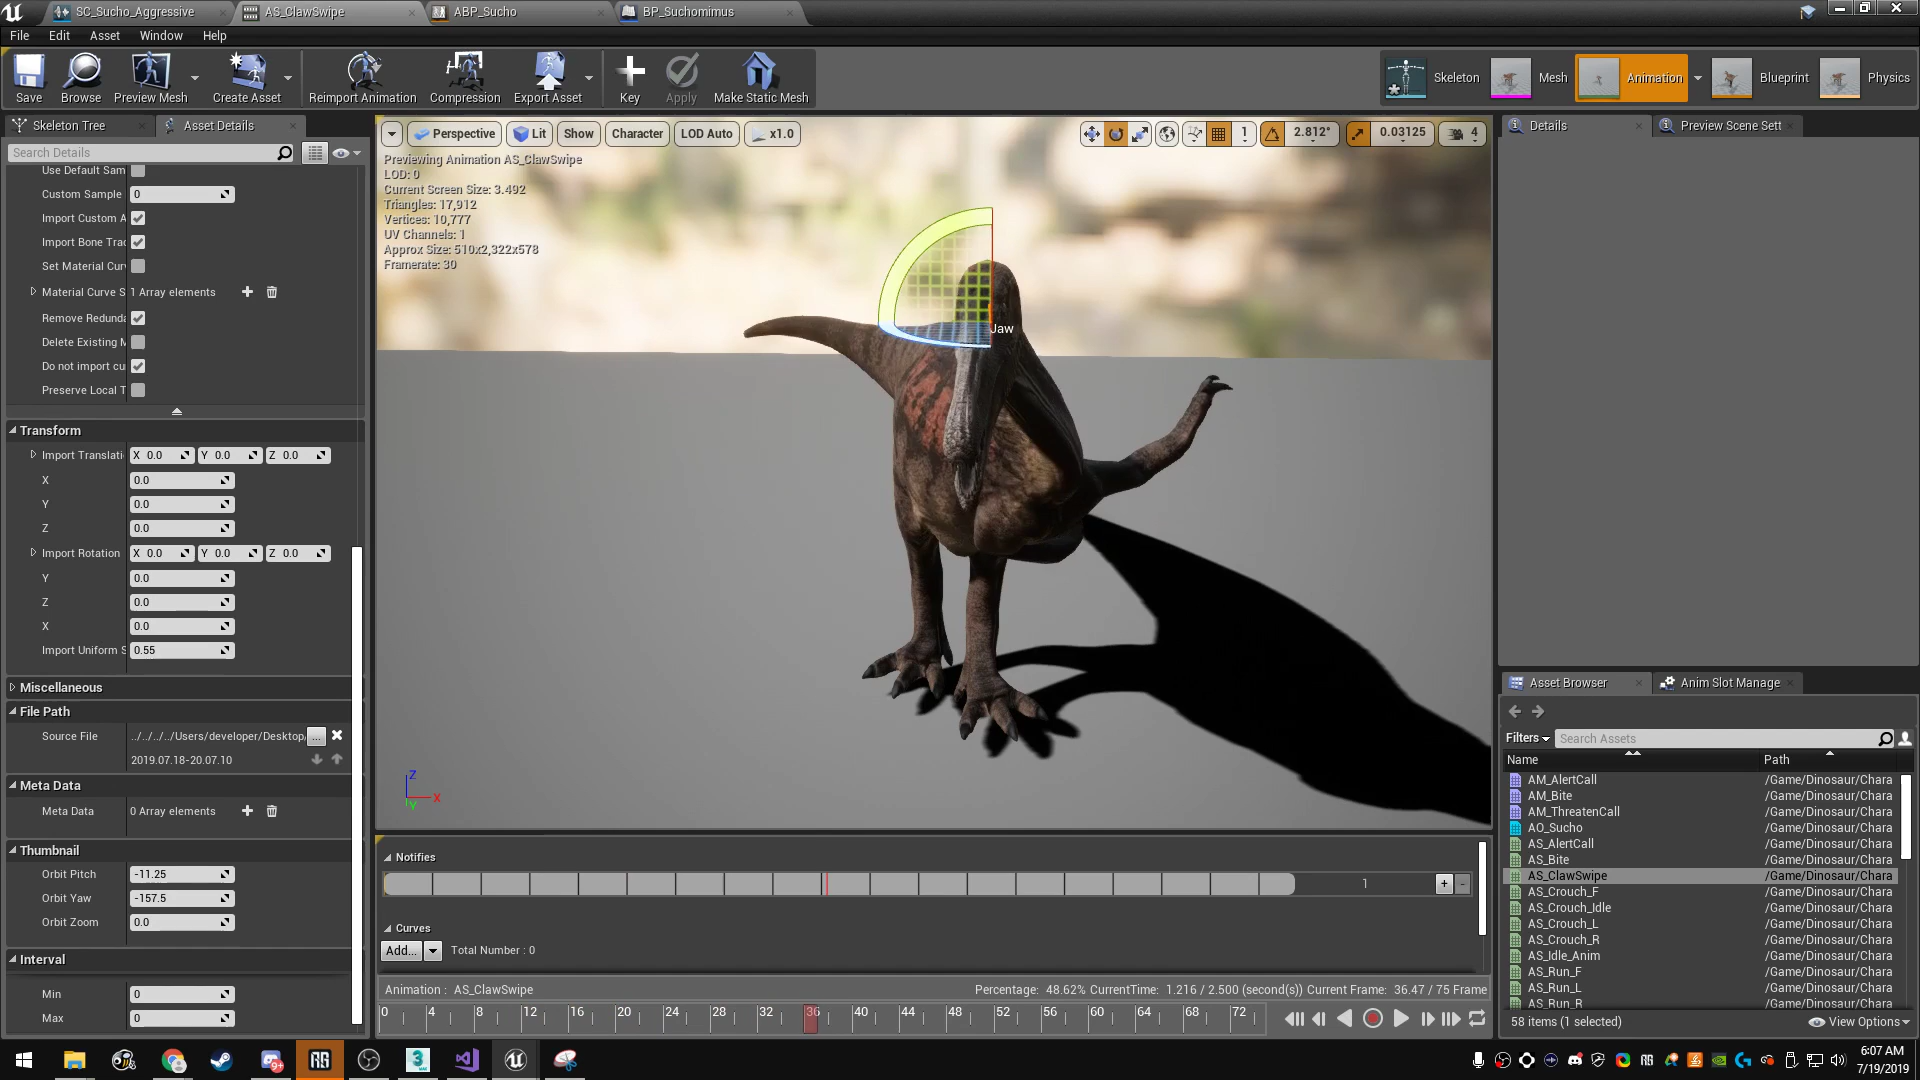 SC_Sucho_Aggressive AS_ClawSwipe ABP_Sucho BP_Suchomimus
File Edit Asset Window Help
Save Browse Preview Mesh Create Asset Reimport Animation Compression Export Asset Key Apply Make Static Mesh Skeleton Mesh Animation Blueprint Physics
Skeleton Tree Asset Details
Search Details
Use Default Sam
Custom Sample 0
Import Custom A
Import Bone Trac
Set Material Cur
Material Curve S 1 Array elements
Remove Redunda
Delete Existing M
Do not import cu
Preserve Local T
Transform
Import Translati X 0.0 Y 0.0 Z 0.0
X 0.0
Y 0.0
Z 0.0
Import Rotation X 0.0 Y 0.0 Z 0.0
Y 0.0
Z 0.0
X 0.0
Import Uniform S 0.55
Miscellaneous
File Path
Source File ../../../../Users/developer/Desktop/ ...
2019.07.18-20.07.10
Meta Data
Meta Data 0 Array elements
Thumbnail
Orbit Pitch -11.25
Orbit Yaw -157.5
Orbit Zoom 0.0
Interval
Min 0
Max 0
Perspective Lit Show Character LOD Auto x1.0 1 2.812° 0.03125 4
Previewing Animation AS_ClawSwipe
LOD: 0
Current Screen Size: 3.492
Triangles: 17,912
Vertices: 10,777
UV Channels: 1
Approx Size: 510x2,322x578
Framerate: 30
Jaw
Z
X
Y
Notifies
1 + -
Curves
Add... Total Number : 0
Animation : AS_ClawSwipe Percentage: 48.62% CurrentTime: 1.216 / 2.500 (second(s)) Current Frame: 36.47 / 75 Frame
0 4 8 12 16 20 24 28 32 36 40 44 48 52 56 60 64 68 72
Details Preview Scene Sett
Asset Browser Anim Slot Manage
Filters Search Assets
Name Path
AM_AlertCall /Game/Dinosaur/Chara
AM_Bite /Game/Dinosaur/Chara
AM_ThreatenCall /Game/Dinosaur/Chara
AO_Sucho /Game/Dinosaur/Chara
AS_AlertCall /Game/Dinosaur/Chara
AS_Bite /Game/Dinosaur/Chara
AS_ClawSwipe /Game/Dinosaur/Chara
AS_Crouch_F /Game/Dinosaur/Chara
AS_Crouch_Idle /Game/Dinosaur/Chara
AS_Crouch_L /Game/Dinosaur/Chara
AS_Crouch_R /Game/Dinosaur/Chara
AS_Idle_Anim /Game/Dinosaur/Chara
AS_Run_F /Game/Dinosaur/Chara
AS_Run_L /Game/Dinosaur/Chara
AS_Run_R /Game/Dinosaur/Chara
58 items (1 selected) View Options
6:07 AM
7/19/2019